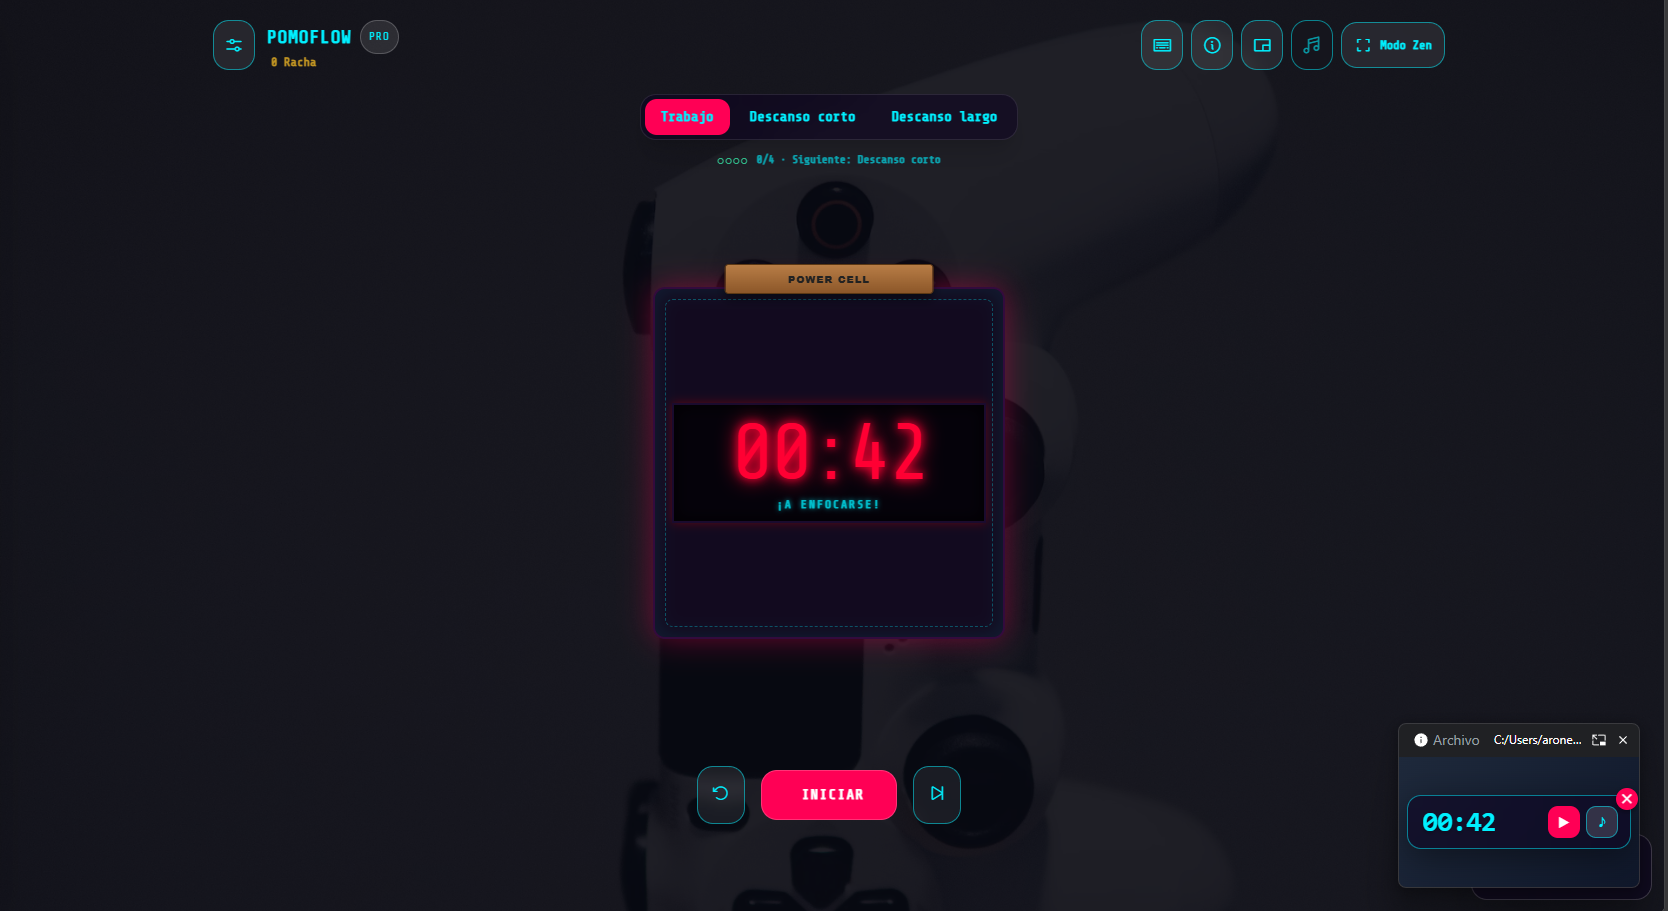 POMOFLOW PRO
0 Racha
Modo Zen
Trabajo Descanso corto Descanso largo
0/4 · Siguiente: Descanso corto
POWER CELL
00:42
¡A ENFOCARSE!
INICIAR
Archivo C:/Users/arone...
00:42